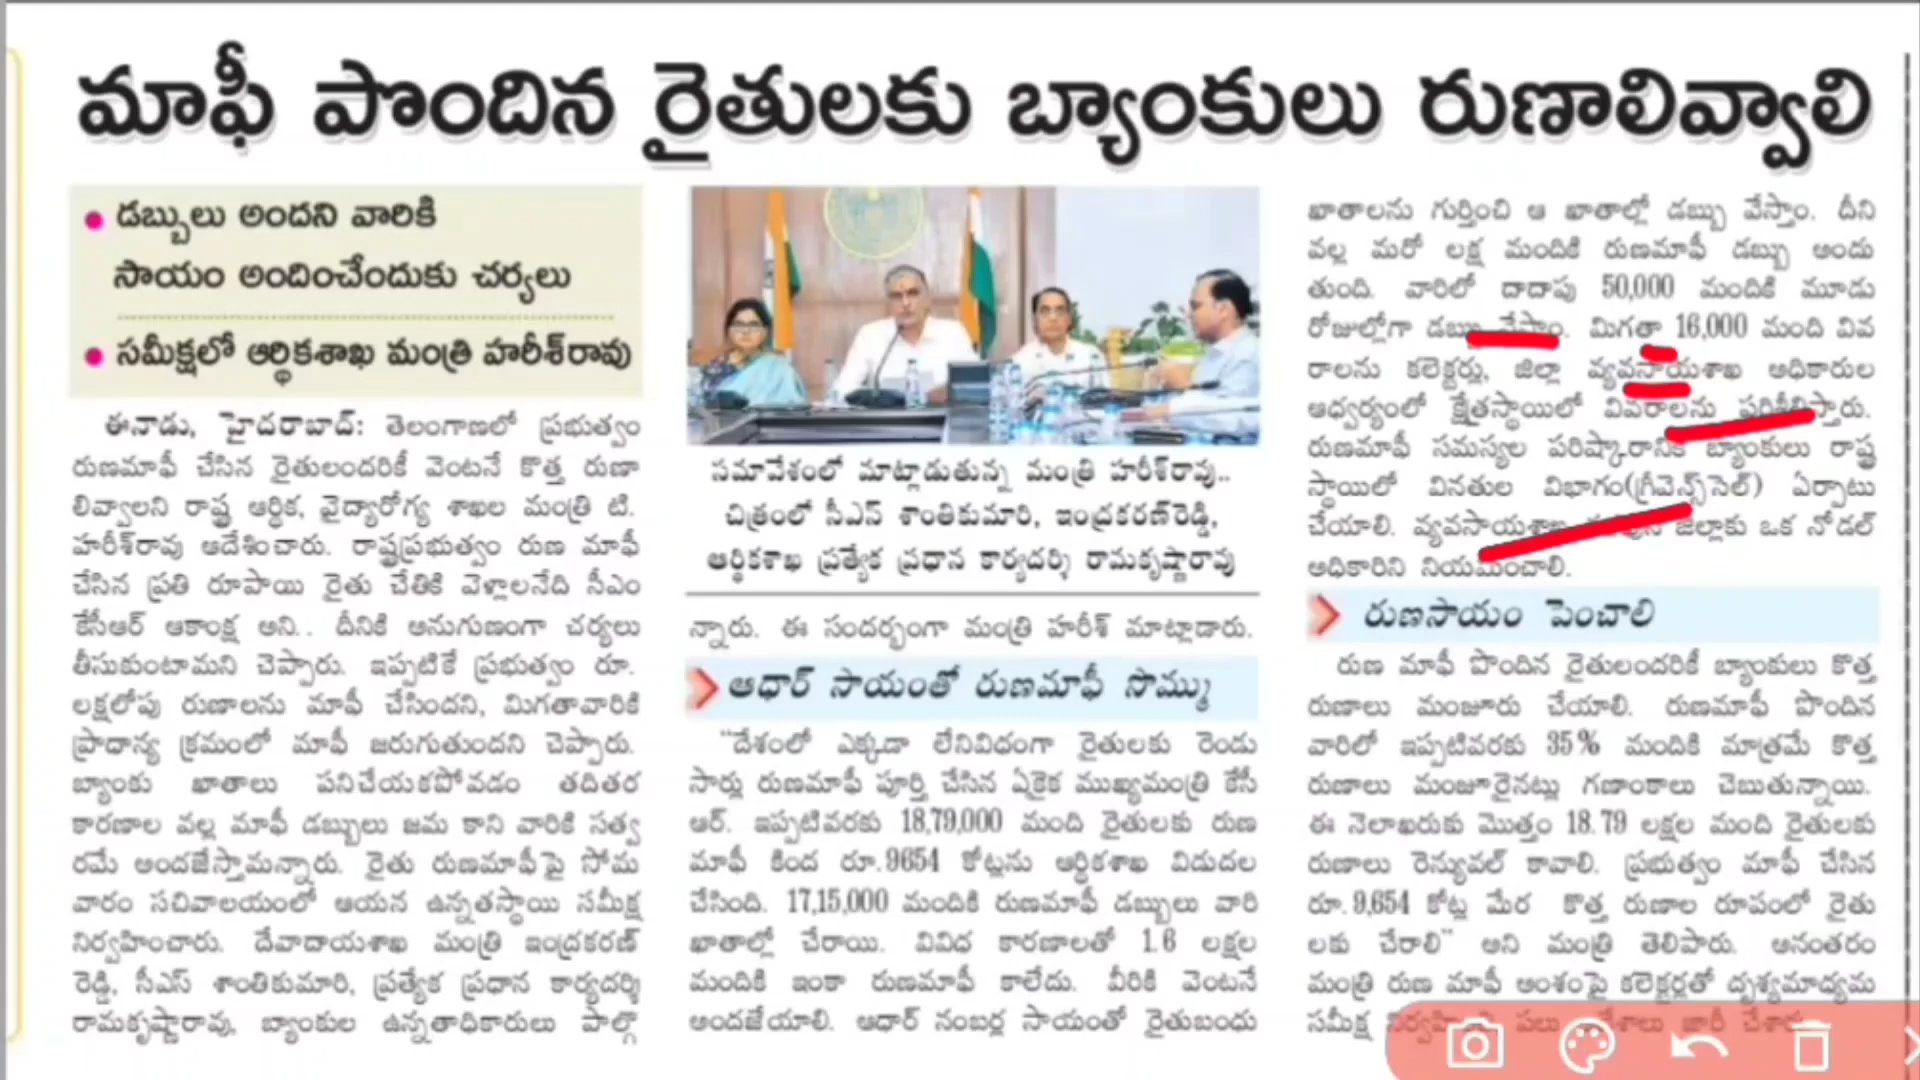 మాఫీ పొందిన రైతులకు బ్యాంకులు రుణాలివ్వాలి
● డబ్బులు అందని వారికి
సాయం అందించేందుకు చర్యలు
● సమీక్షలో ఆర్థికశాఖ మంత్రి హరీశ్‌రావు
ఈనాడు, హైదరాబాద్: తెలంగాణలో ప్రభుత్వం
రుణమాఫీ చేసిన రైతులందరికీ వెంటనే కొత్త రుణా
లివ్వాలని రాష్ట్ర ఆర్థిక, వైద్యారోగ్య శాఖల మంత్రి టి.
హరీశ్‌రావు ఆదేశించారు. రాష్ట్రప్రభుత్వం రుణ మాఫీ
చేసిన ప్రతి రూపాయి రైతు చేతికి వెళ్లాలనేది సీఎం
కేసీఆర్ ఆకాంక్ష అని.. దీనికి అనుగుణంగా చర్యలు
తీసుకుంటామని చెప్పారు. ఇప్పటికే ప్రభుత్వం రూ.
లక్షలోపు రుణాలను మాఫీ చేసిందని, మిగతావారికి
ప్రాధాన్య క్రమంలో మాఫీ జరుగుతుందని చెప్పారు.
బ్యాంకు ఖాతాలు పనిచేయకపోవడం తదితర
కారణాల వల్ల మాఫీ డబ్బులు జమ కాని వారికి సత్వ
రమే అందజేస్తామన్నారు. రైతు రుణమాఫీపై సోమ
వారం సచివాలయంలో ఆయన ఉన్నతస్థాయి సమీక్ష
నిర్వహించారు. దేవాదాయశాఖ మంత్రి ఇంద్రకరణ్
రెడ్డి, సీఎస్ శాంతికుమారి, ప్రత్యేక ప్రధాన కార్యదర్శి
రామకృష్ణారావు, బ్యాంకుల ఉన్నతాధికారులు పాల్గొ
సమావేశంలో మాట్లాడుతున్న మంత్రి హరీశ్‌రావు..
చిత్రంలో సీఎస్ శాంతికుమారి, ఇంద్రకరణ్‌రెడ్డి,
ఆర్థికశాఖ ప్రత్యేక ప్రధాన కార్యదర్శి రామకృష్ణారావు
న్నారు. ఈ సందర్భంగా మంత్రి హరీశ్ మాట్లాడారు.
ఆధార్ సాయంతో రుణమాఫీ సొమ్ము
“దేశంలో ఎక్కడా లేనివిధంగా రైతులకు రెండు
సార్లు రుణమాఫీ పూర్తి చేసిన ఏకైక ముఖ్యమంత్రి కేసీ
ఆర్. ఇప్పటివరకు 18,79,000 మంది రైతులకు రుణ
మాఫీ కింద రూ.9654 కోట్లను ఆర్థికశాఖ విడుదల
చేసింది. 17,15,000 మందికి రుణమాఫీ డబ్బులు వారి
ఖాతాల్లో చేరాయి. వివిధ కారణాలతో 1.6 లక్షల
మందికి ఇంకా రుణమాఫీ కాలేదు. వీరికి వెంటనే
అందజేయాలి. ఆధార్ నంబర్ల సాయంతో రైతుబంధు
ఖాతాలను గుర్తించి ఆ ఖాతాల్లో డబ్బు వేస్తాం. దీని
వల్ల మరో లక్ష మందికి రుణమాఫీ డబ్బు అందు
తుంది. వారిలో దాదాపు 50,000 మందికి మూడు
రోజుల్లోగా డబ్బు వేస్తాం. మిగతా 16,000 మంది వివ
రాలను కలెక్టర్లు, జిల్లా వ్యవసాయశాఖ అధికారుల
ఆధ్వర్యంలో క్షేత్రస్థాయిలో వివరాలను పరిశీలిస్తారు.
రుణమాఫీ సమస్యల పరిష్కారానికి బ్యాంకులు రాష్ట్ర
స్థాయిలో వినతుల విభాగం(గ్రీవెన్స్‌సెల్) ఏర్పాటు
చేయాలి. వ్యవసాయశాఖ జిల్లాకు ఒక నోడల్
అధికారిని నియమించాలి.
రుణసాయం పెంచాలి
రుణ మాఫీ పొందిన రైతులందరికీ బ్యాంకులు కొత్త
రుణాలు మంజూరు చేయాలి. రుణమాఫీ పొందిన
వారిలో ఇప్పటివరకు 35% మందికి మాత్రమే కొత్త
రుణాలు మంజూరైనట్లు గణాంకాలు చెబుతున్నాయి.
ఈ నెలాఖరుకు మొత్తం 18.79 లక్షల మంది రైతులకు
రుణాలు రెన్యువల్ కావాలి. ప్రభుత్వం మాఫీ చేసిన
రూ.9,654 కోట్ల మేర కొత్త రుణాల రూపంలో రైతు
లకు చేరాలి” అని మంత్రి తెలిపారు. అనంతరం
మంత్రి రుణ మాఫీ అంశంపై కలెక్టర్లతో దృశ్యమాధ్యమ
సమీక్ష